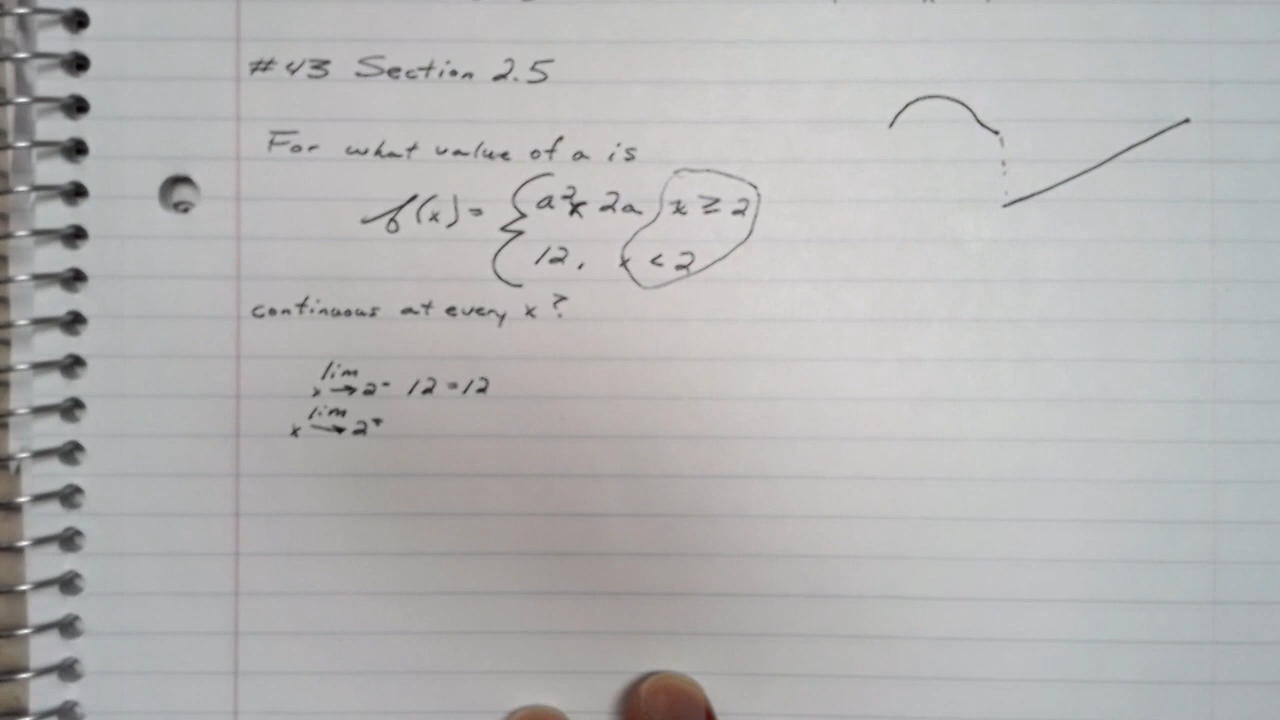 #43 Section 2.5
For what value of a is
f(x) = { a²x 2a, x ≥ 2
12, x < 2
continuous at every x?
lim
x → 2⁻ 12 = 12
lim
x → 2⁺